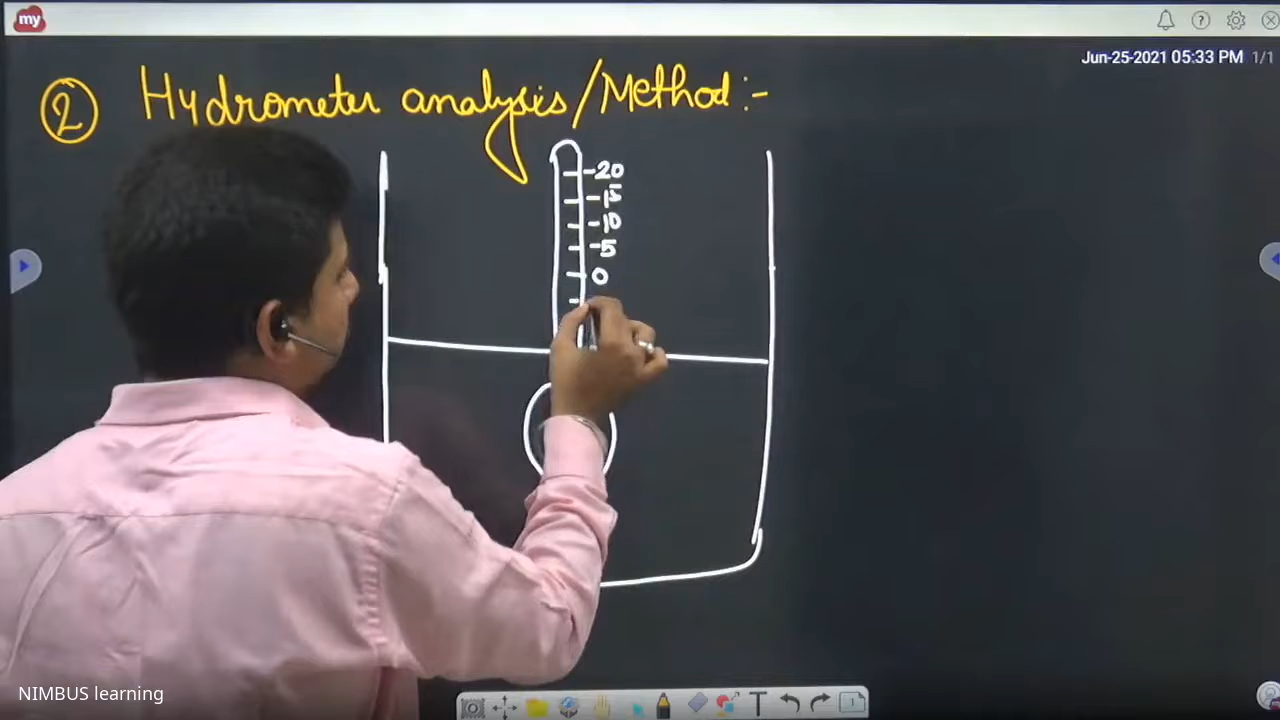 my
Jun-25-2021 05:33 PM 1/1
2 Hydrometer analysis/Method:-
-20
-15
-10
-5
0
NIMBUS learning
T
1